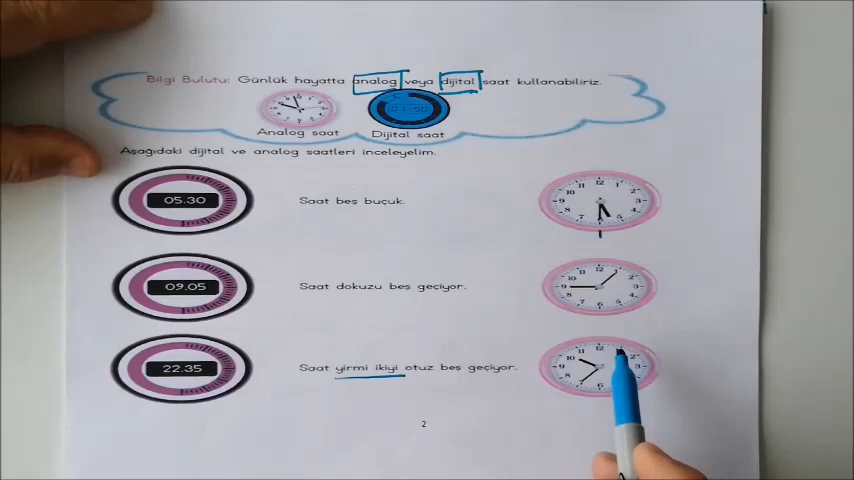 Bilgi Bulutu: Günlük hayatta analog veya dijital saat kullanabiliriz.
Analog saat
Dijital saat
Aşağıdaki dijital ve analog saatleri inceleyelim.
05.30
Saat beş buçuk.
09.05
Saat dokuzu beş geçiyor.
22.35
Saat yirmi ikiyi otuz beş geçiyor.
2